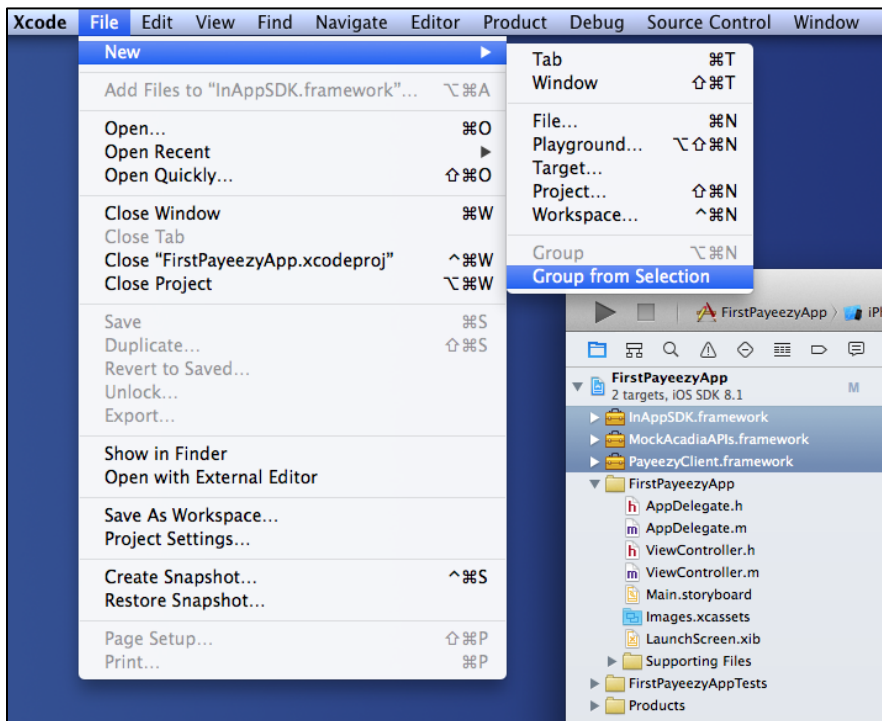 Xcode File Edit View Find Navigate Editor Product Debug Source Control Window
New ▶
Add Files to “InAppSDK.framework”... ⌥⌘A
Open... ⌘O
Open Recent ▶
Open Quickly... ⇧⌘O
Close Window ⌘W
Close Tab
Close “FirstPayeezyApp.xcodeproj” ^⌘W
Close Project ⌥⌘W
Save ⌘S
Duplicate... ⇧⌘S
Revert to Saved...
Unlock...
Export...
Show in Finder
Open with External Editor
Save As Workspace...
Project Settings...
Create Snapshot... ^⌘S
Restore Snapshot...
Page Setup... ⇧⌘P
Print... ⌘P
Tab ⌘T
Window ⇧⌘T
File... ⌘N
Playground... ⌥⇧⌘N
Target...
Project... ⇧⌘N
Workspace... ^⌘N
Group ⌥⌘N
Group from Selection
FirstPayeezyApp iP
FirstPayeezyApp
2 targets, iOS SDK 8.1 M
InAppSDK.framework
MockAcadiaAPIs.framework
PayeezyClient.framework
FirstPayeezyApp
h AppDelegate.h
m AppDelegate.m
h ViewController.h
m ViewController.m
Main.storyboard
Images.xcassets
LaunchScreen.xib
Supporting Files
FirstPayeezyAppTests
Products